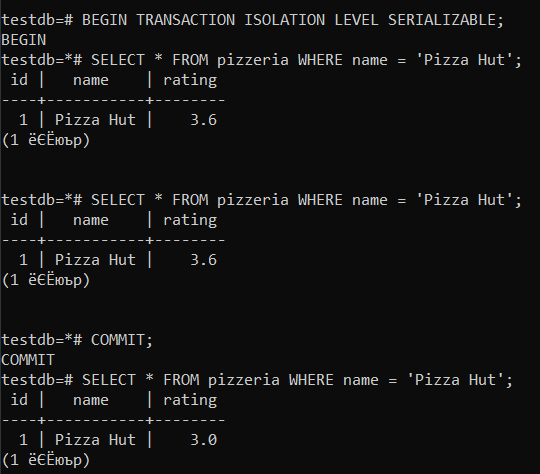 testdb=# BEGIN TRANSACTION ISOLATION LEVEL SERIALIZABLE;
BEGIN
testdb=*# SELECT * FROM pizzeria WHERE name = 'Pizza Hut';
 id |   name    | rating
----+-----------+--------
  1 | Pizza Hut |    3.6
(1 ёЄЁюър)
testdb=*# SELECT * FROM pizzeria WHERE name = 'Pizza Hut';
 id |   name    | rating
----+-----------+--------
  1 | Pizza Hut |    3.6
(1 ёЄЁюър)
testdb=*# COMMIT;
COMMIT
testdb=# SELECT * FROM pizzeria WHERE name = 'Pizza Hut';
 id |   name    | rating
----+-----------+--------
  1 | Pizza Hut |    3.0
(1 ёЄЁюър)